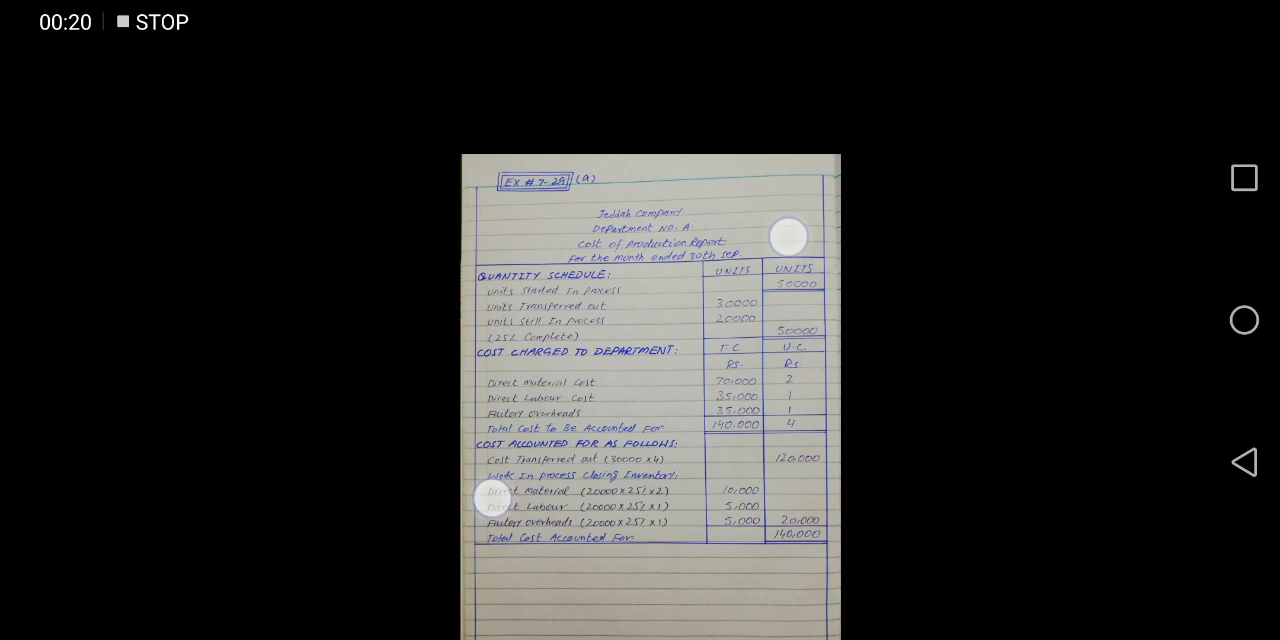 00:20 STOP
EX # 7-29 (a)
Jeddah Company
Department No. A.
Cost of Production Report
For the month ended 30th Sep.
QUANTITY SCHEDULE: UNITS UNITS
Units Started In Process 50000
Units Transferred out 30000
Units Still In Process 20000
(25% Complete) 50000
COST CHARGED TO DEPARTMENT: T.C U.C
Rs. Rs.
Direct Material Cost 70,000 2
Direct Labour Cost 35,000 1
Factory Overheads 35,000 1
Total Cost To Be Accounted For 140,000 4
COST ACCOUNTED FOR AS FOLLOWS:
Cost Transferred out (30000 x 4) 120,000
Work In Process Closing Inventory:
Direct Material (20000 x 25% x 2) 10,000
Direct Labour (20000 x 25% x 1) 5,000
Factory Overheads (20000 x 25% x 1) 5,000 20,000
Total Cost Accounted For 140,000